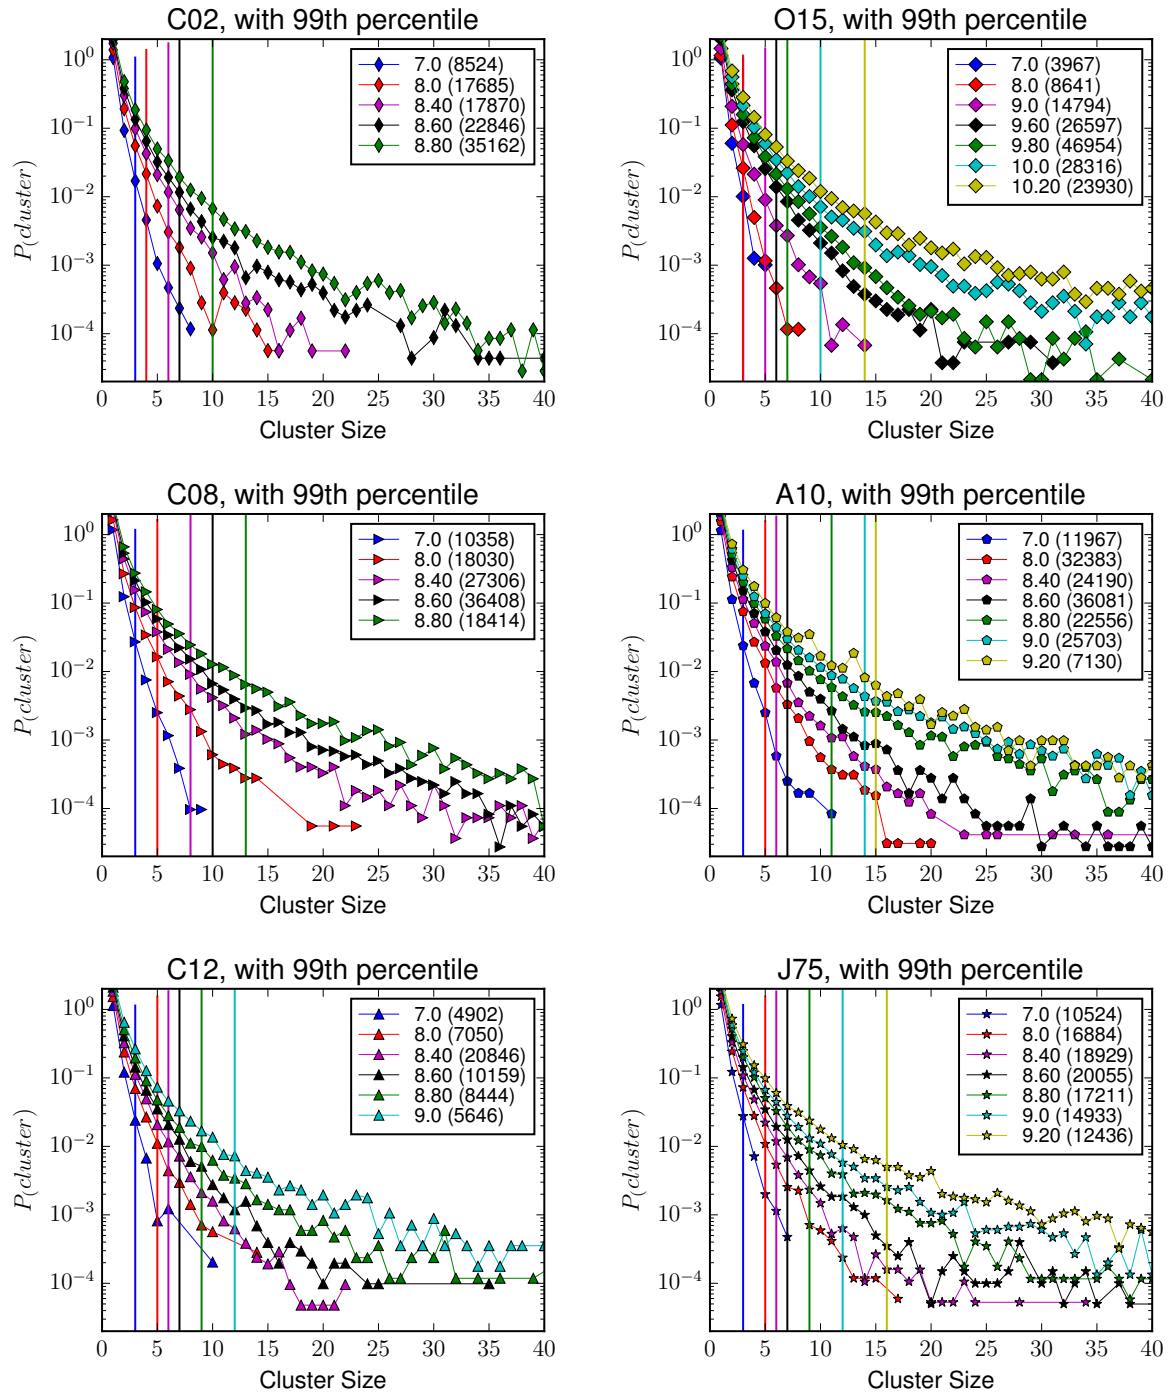 C02, with 99th percentile
10^0
10^{-1}
10^{-2}
10^{-3}
10^{-4}
P(cluster)
7.0 (8524)
8.0 (17685)
8.40 (17870)
8.60 (22846)
8.80 (35162)
0 5 10 15 20 25 30 35 40
Cluster Size
O15, with 99th percentile
10^0
10^{-1}
10^{-2}
10^{-3}
10^{-4}
P(cluster)
7.0 (3967)
8.0 (8641)
9.0 (14794)
9.60 (26597)
9.80 (46954)
10.0 (28316)
10.20 (23930)
0 5 10 15 20 25 30 35 40
Cluster Size
C08, with 99th percentile
10^0
10^{-1}
10^{-2}
10^{-3}
10^{-4}
P(cluster)
7.0 (10358)
8.0 (18030)
8.40 (27306)
8.60 (36408)
8.80 (18414)
0 5 10 15 20 25 30 35 40
Cluster Size
A10, with 99th percentile
10^0
10^{-1}
10^{-2}
10^{-3}
10^{-4}
P(cluster)
7.0 (11967)
8.0 (32383)
8.40 (24190)
8.60 (36081)
8.80 (22556)
9.0 (25703)
9.20 (7130)
0 5 10 15 20 25 30 35 40
Cluster Size
C12, with 99th percentile
10^0
10^{-1}
10^{-2}
10^{-3}
10^{-4}
P(cluster)
7.0 (4902)
8.0 (7050)
8.40 (20846)
8.60 (10159)
8.80 (8444)
9.0 (5646)
0 5 10 15 20 25 30 35 40
Cluster Size
J75, with 99th percentile
10^0
10^{-1}
10^{-2}
10^{-3}
10^{-4}
P(cluster)
7.0 (10524)
8.0 (16884)
8.40 (18929)
8.60 (20055)
8.80 (17211)
9.0 (14933)
9.20 (12436)
0 5 10 15 20 25 30 35 40
Cluster Size